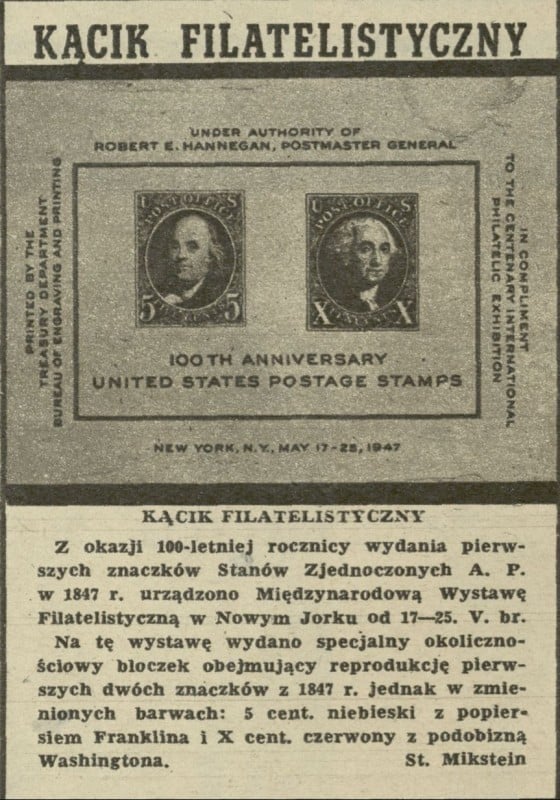 KĄCIK FILATELISTYCZNY
UNDER AUTHORITY OF
ROBERT E. HANNEGAN, POSTMASTER GENERAL
PRINTED BY THE
TREASURY DEPARTMENT
BUREAU OF ENGRAVING AND PRINTING
U S
POST OFFICE
5 5
U S
POST OFFICE
X X
IN COMPLIMENT
TO THE CENTENARY INTERNATIONAL
PHILATELIC EXHIBITION
100TH ANNIVERSARY
UNITED STATES POSTAGE STAMPS
NEW YORK, N.Y., MAY 17-25, 1947
KĄCIK FILATELISTYCZNY
Z okazji 100-letniej rocznicy wydania pierw-
szych znaczków Stanów Zjednoczonych A. P.
w 1847 r. urządzono Międzynarodową Wystawę
Filatelistyczną w Nowym Jorku od 17—25. V. br.
Na tę wystawę wydano specjalny okoliczno-
ściowy bloczek obejmujący reprodukcję pierw-
szych dwóch znaczków z 1847 r. jednak w zmie-
nionych barwach: 5 cent. niebieski z popier-
siem Franklina i X cent. czerwony z podobizną
Washingtona. St. Mikstein